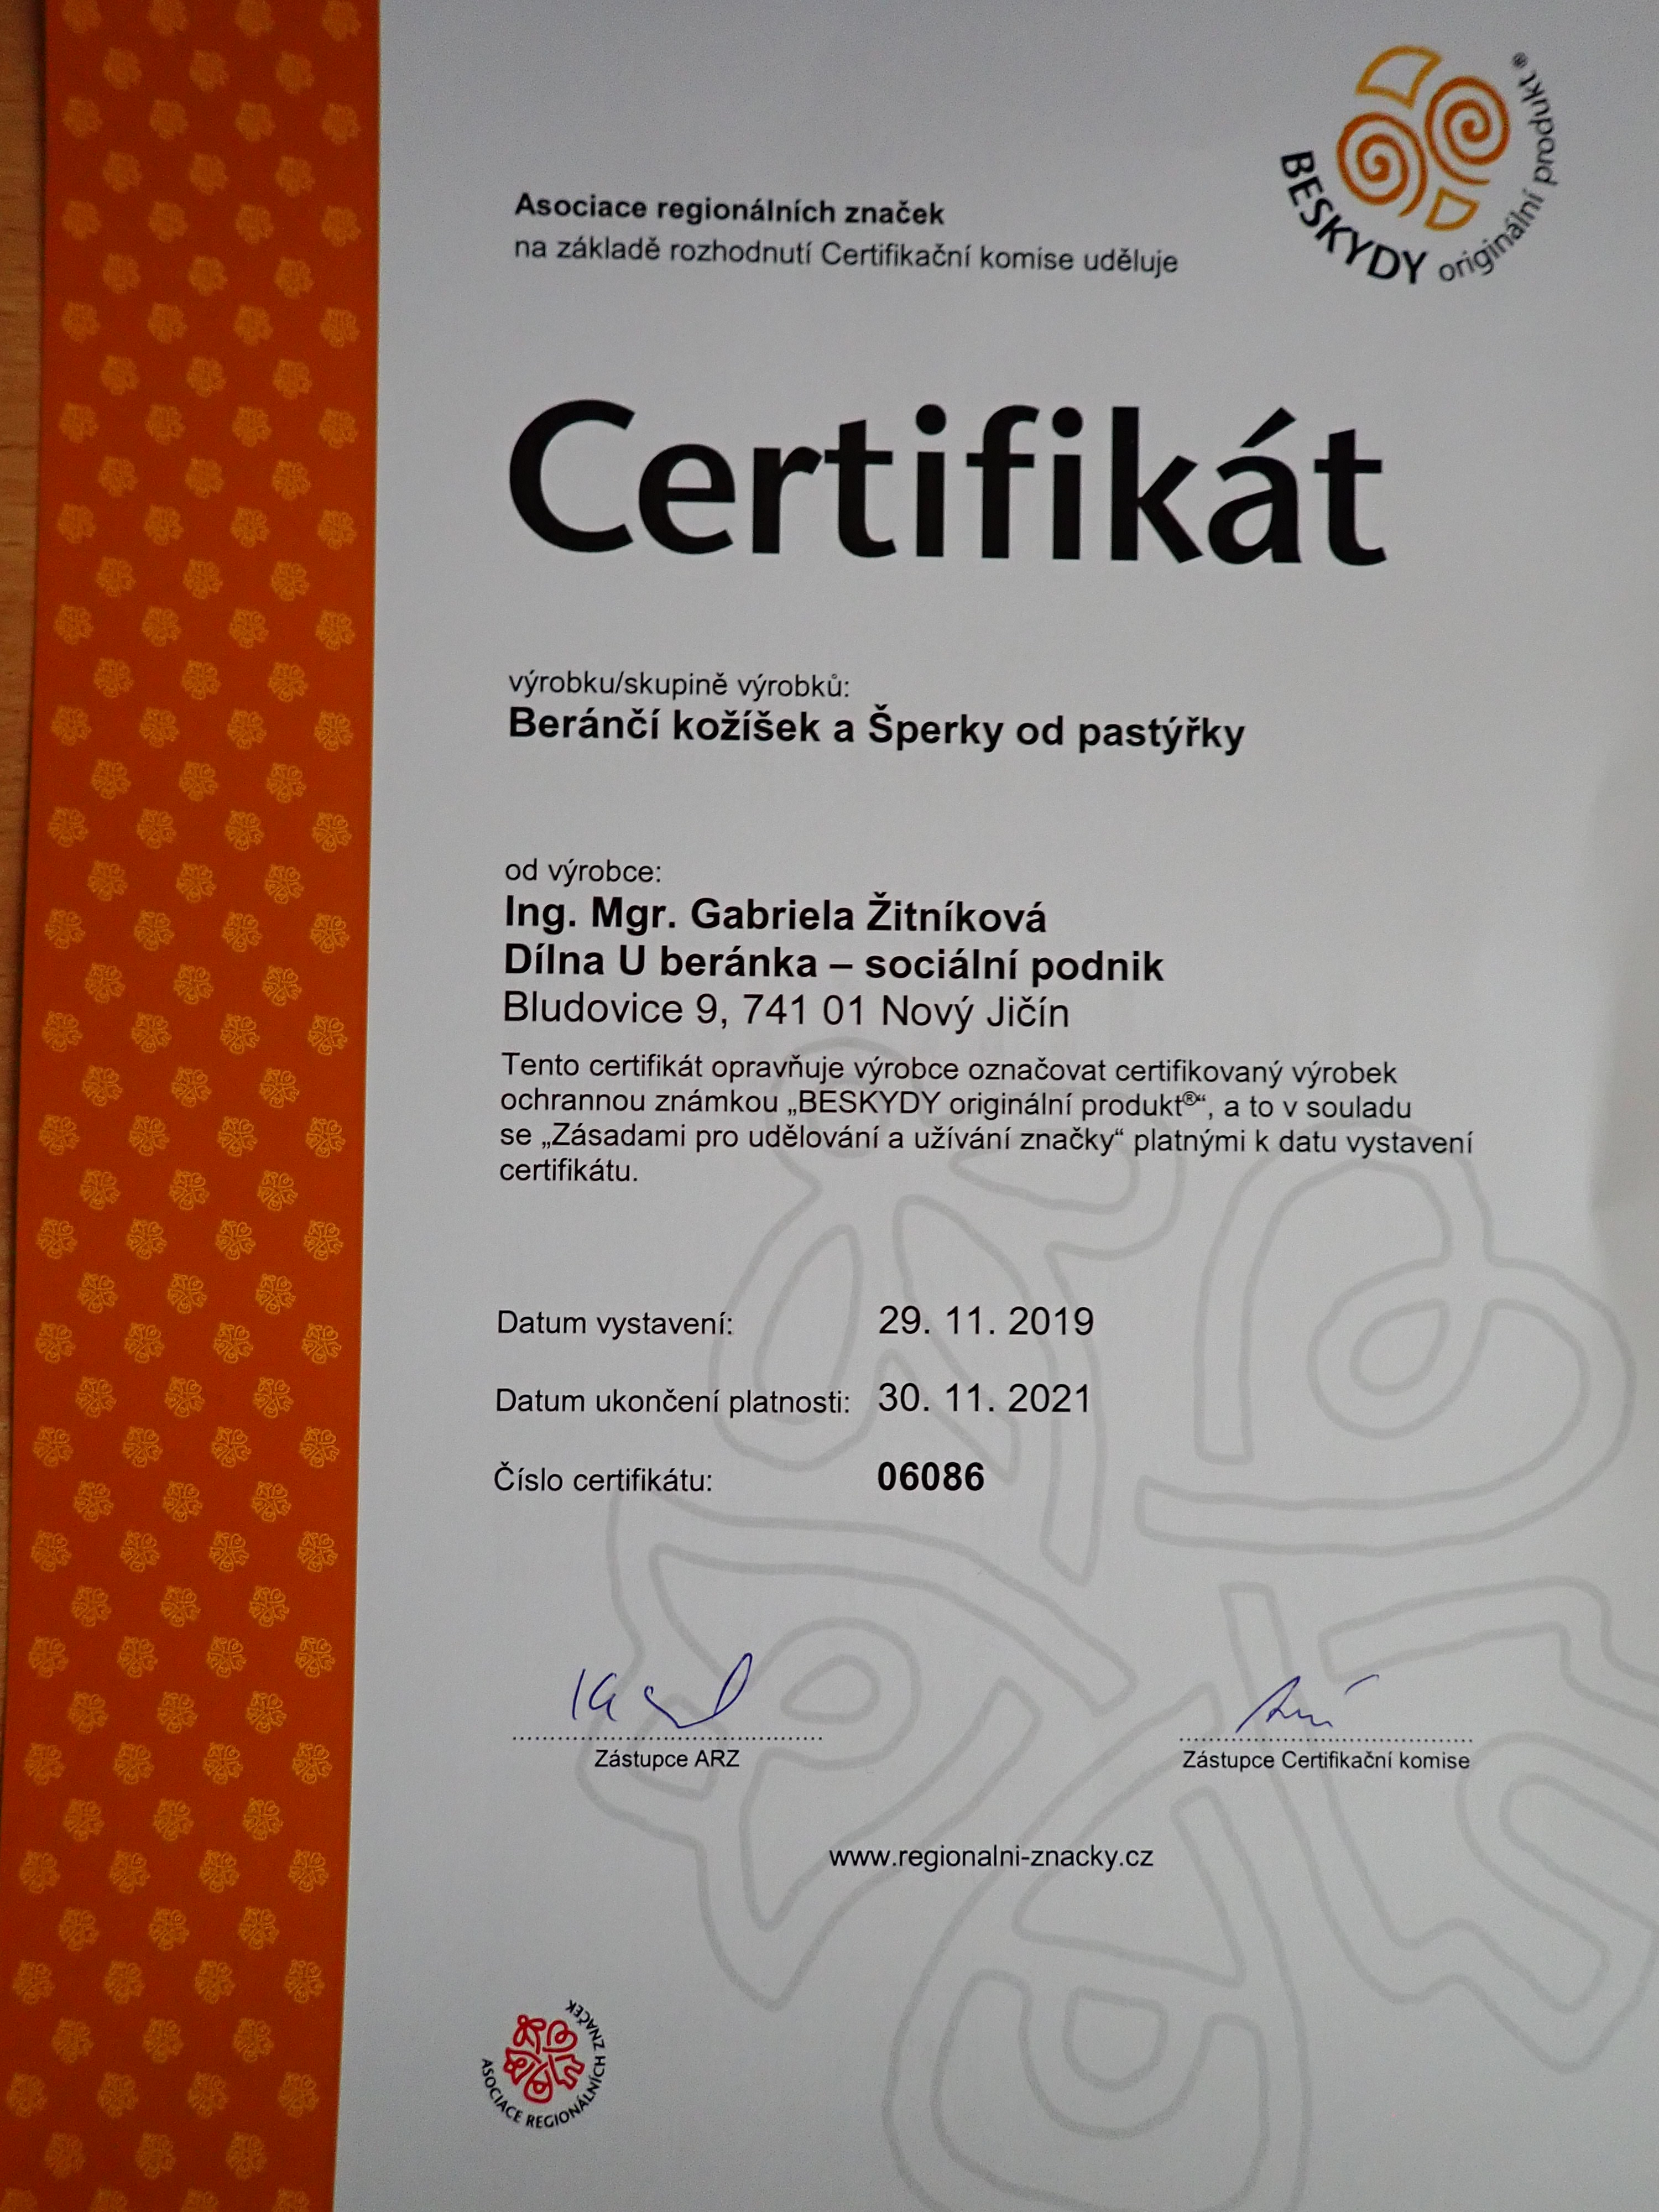 BESKYDY originální produkt ®
Asociace regionálních značek
na základě rozhodnutí Certifikační komise uděluje
Certifikát
výrobku/skupině výrobků:
Beránčí kožíšek a Šperky od pastýřky
od výrobce:
Ing. Mgr. Gabriela Žitníková
Dílna U beránka – sociální podnik
Bludovice 9, 741 01 Nový Jičín
Tento certifikát opravňuje výrobce označovat certifikovaný výrobek
ochrannou známkou „BESKYDY originální produkt®“, a to v souladu
se „Zásadami pro udělování a užívání značky“ platnými k datu vystavení
certifikátu.
Datum vystavení: 29. 11. 2019
Datum ukončení platnosti: 30. 11. 2021
Číslo certifikátu: 06086
Zástupce ARZ
Zástupce Certifikační komise
www.regionalni-znacky.cz
ASOCIACE REGIONÁLNÍCH ZNAČEK